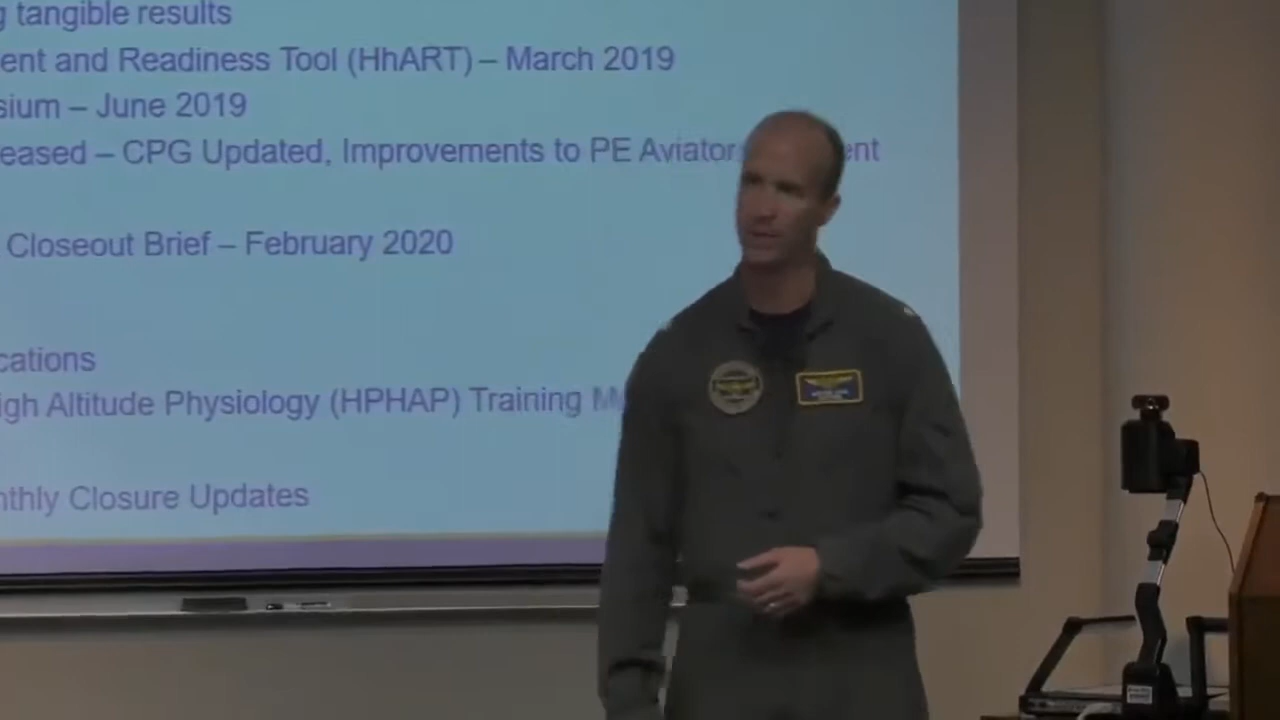 g tangible results
ent and Readiness Tool (HhART) – March 2019
sium – June 2019
eased – CPG Updated, Improvements to PE Aviator ent
Closeout Brief – February 2020
cations
igh Altitude Physiology (HPHAP) Training M
nthly Closure Updates